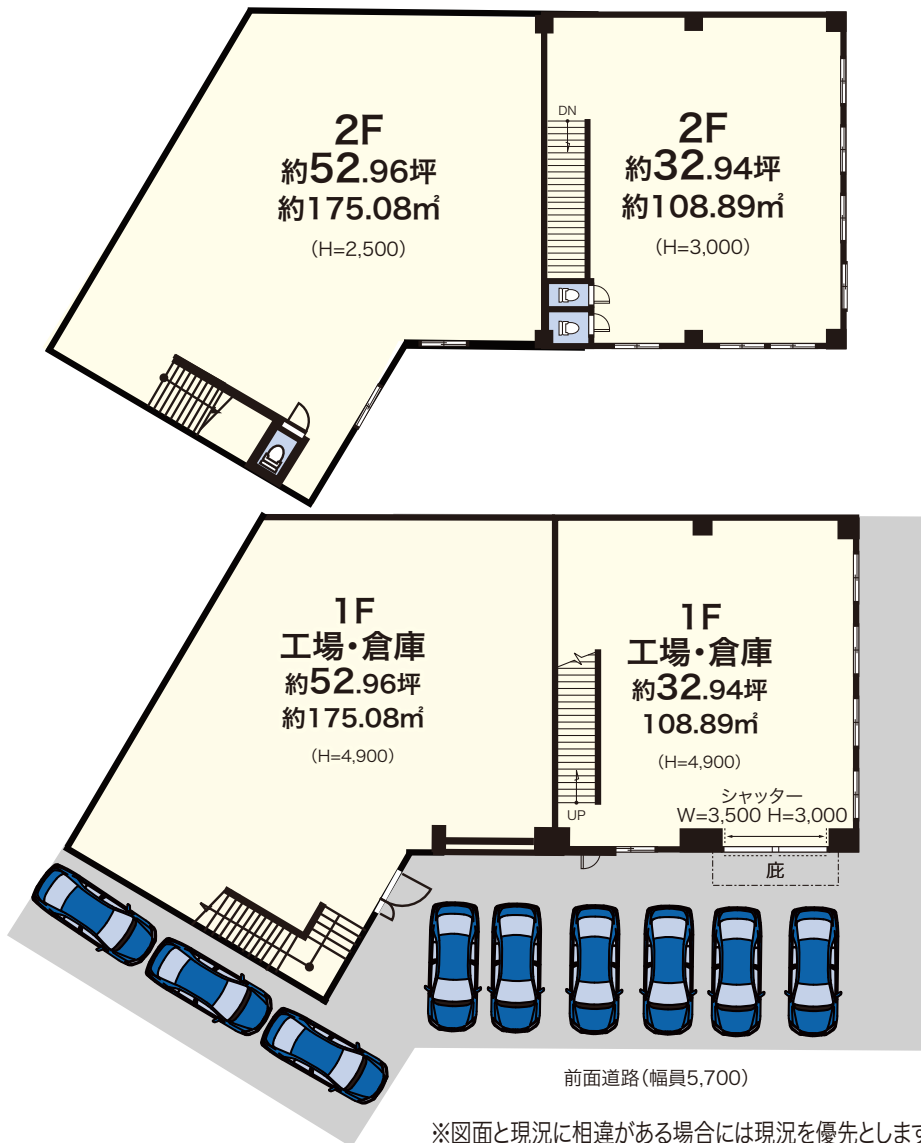 2F
約52.96坪
約175.08㎡
(H=2,500)
DN
2F
約32.94坪
約108.89㎡
(H=3,000)
1F
工場・倉庫
約52.96坪
約175.08㎡
(H=4,900)
1F
工場・倉庫
約32.94坪
108.89㎡
(H=4,900)
UP
シャッター
W=3,500 H=3,000
庇
前面道路(幅員5,700)
※図面と現況に相違がある場合には現況を優先とします